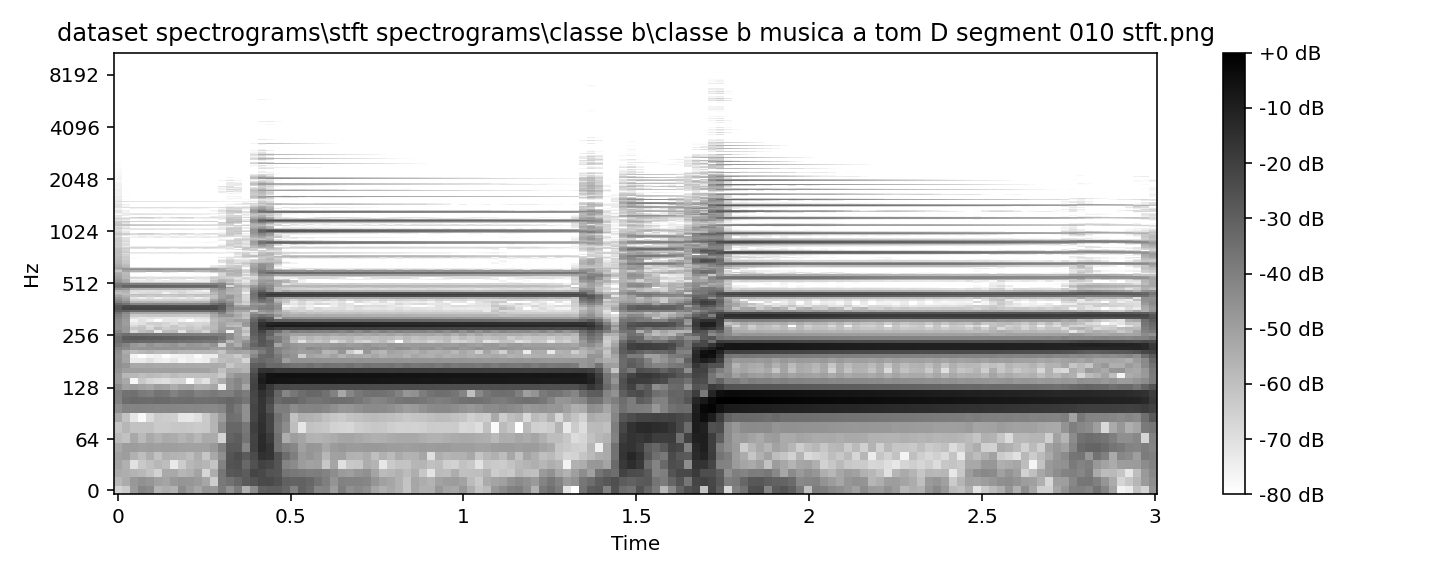 dataset spectrograms\stft spectrograms\classe b\classe b musica a tom D segment 010 stft.png
8192
4096
2048
1024
512
256
128
64
0
Hz
0
0.5
1
1.5
2
2.5
3
Time
+0 dB
-10 dB
-20 dB
-30 dB
-40 dB
-50 dB
-60 dB
-70 dB
-80 dB